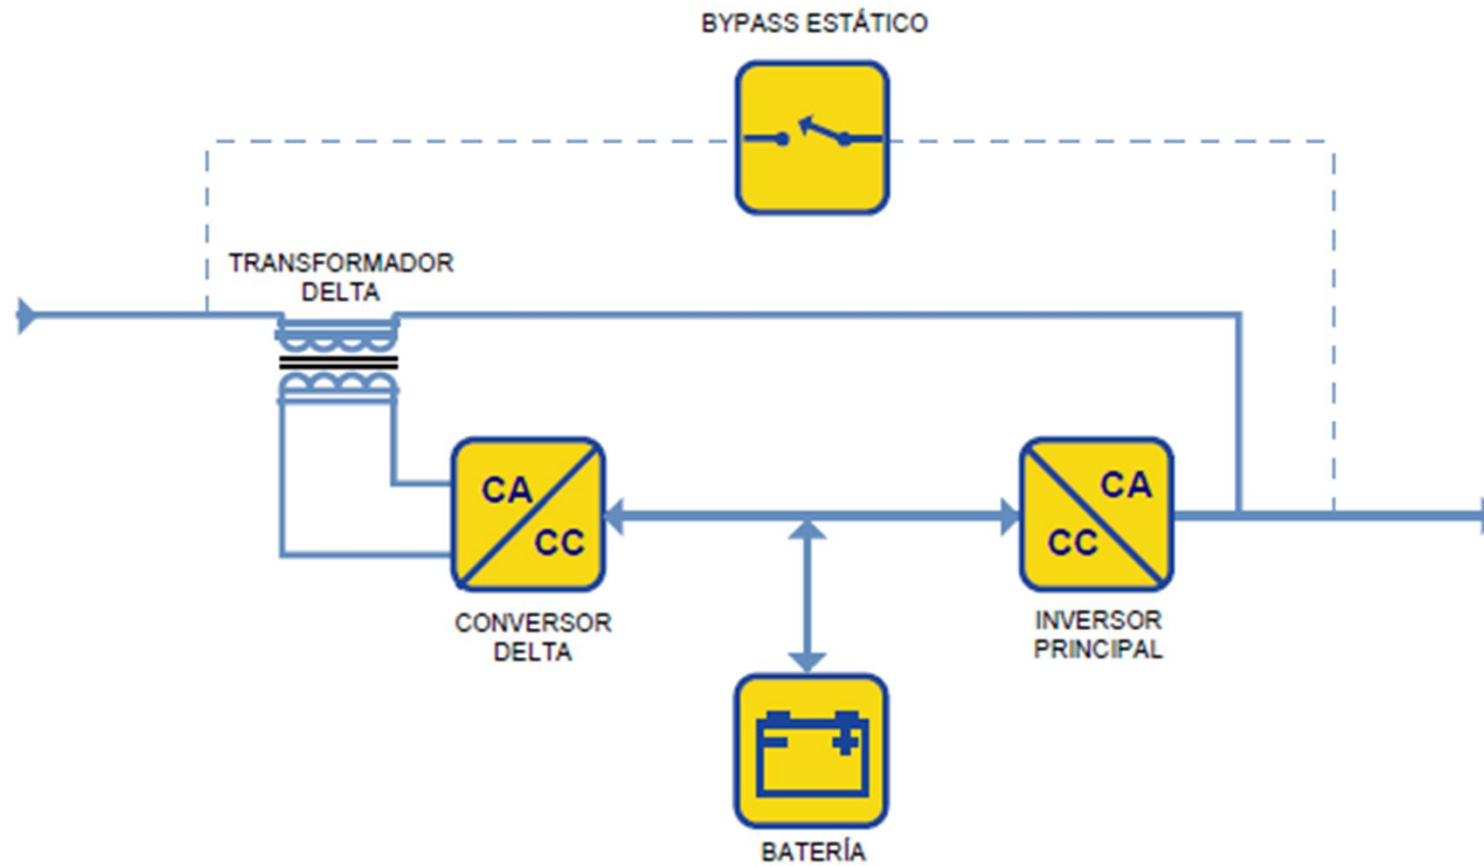 BYPASS ESTÁTICO
TRANSFORMADOR
DELTA
CA
CC
CA
CC
CONVERSOR
DELTA
INVERSOR
PRINCIPAL
BATERÍA